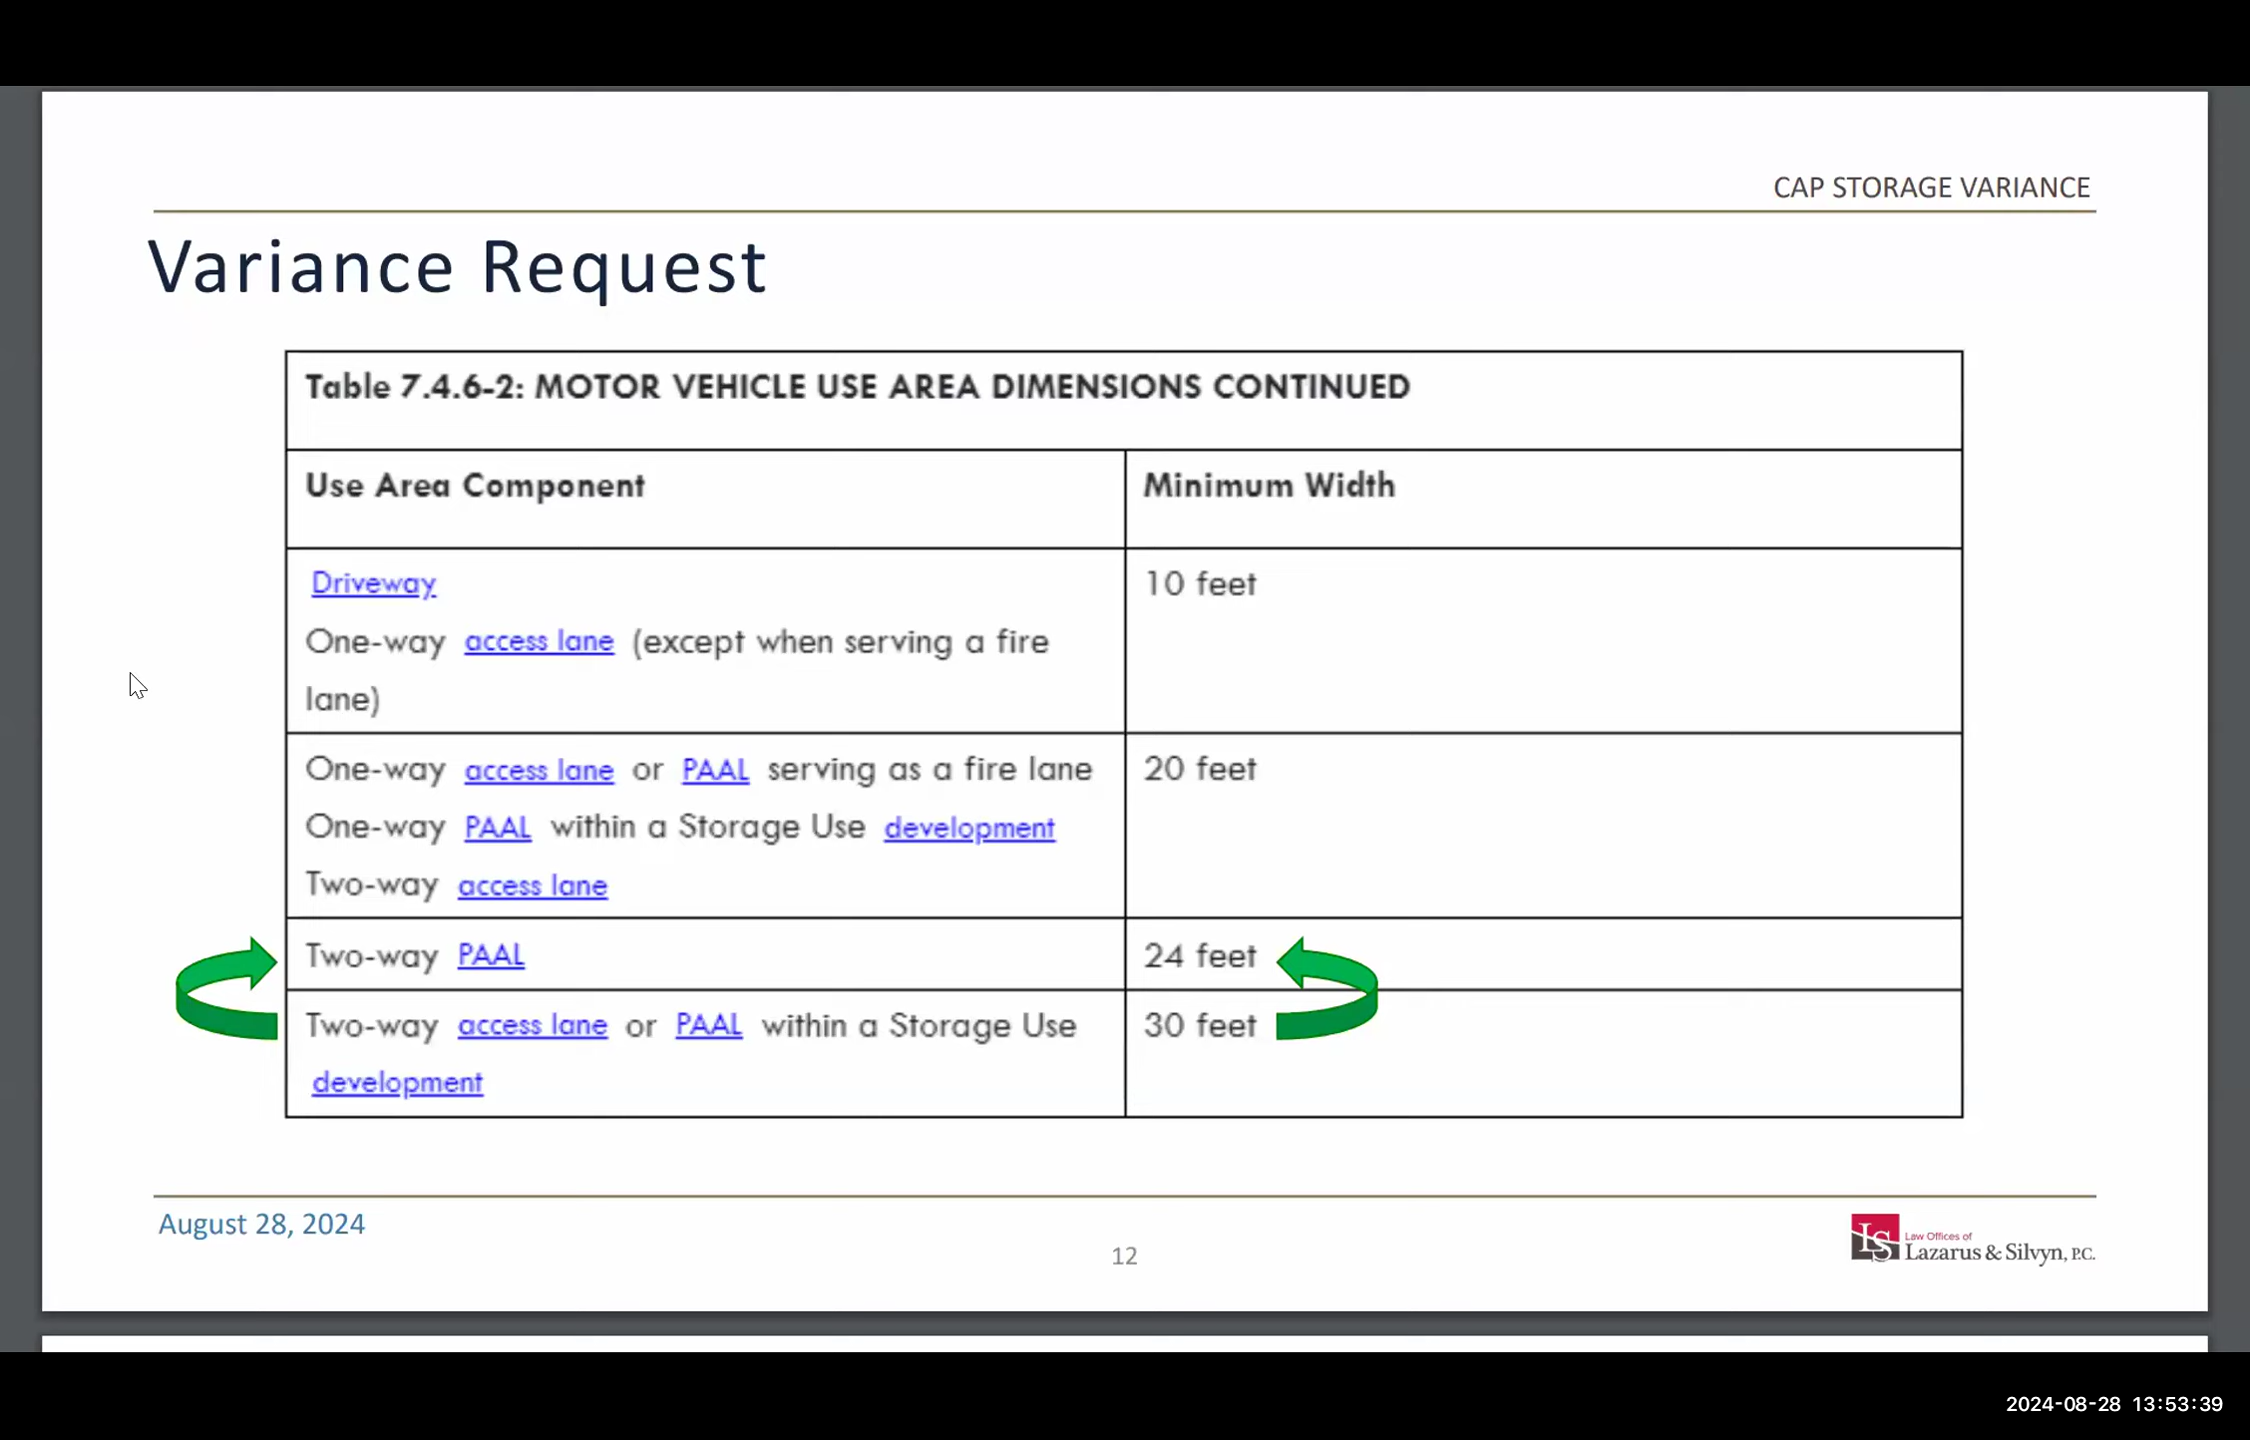 CAP STORAGE VARIANCE
Variance Request
Table 7.4.6-2: MOTOR VEHICLE USE AREA DIMENSIONS CONTINUED
Use Area Component
Minimum Width
Driveway
One-way access lane (except when serving a fire
lane)
10 feet
One-way access lane or PAAL serving as a fire lane
One-way PAAL within a Storage Use development
Two-way access lane
20 feet
Two-way PAAL
24 feet
Two-way access lane or PAAL within a Storage Use
development
30 feet
August 28, 2024
12
LS
Law Offices of
Lazarus & Silvyn, P.C.
2024-08-28 13:53:39